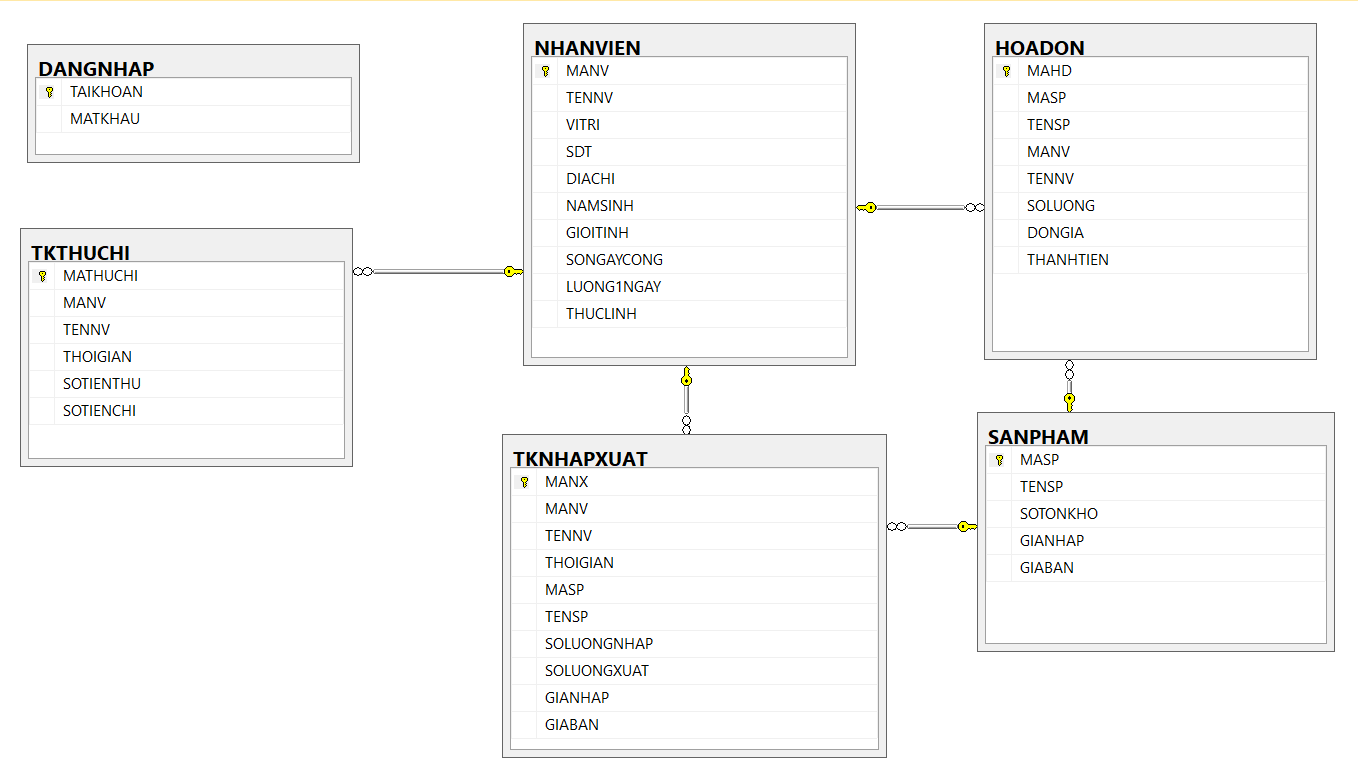 DANGNHAP
TAIKHOAN
MATKHAU
TKTHUCHI
MATHUCHI
MANV
TENNV
THOIGIAN
SOTIENTHU
SOTIENCHI
NHANVIEN
MANV
TENNV
VITRI
SDT
DIACHI
NAMSINH
GIOITINH
SONGAYCONG
LUONG1NGAY
THUCLINH
TKNHAPXUAT
MANX
MANV
TENNV
THOIGIAN
MASP
TENSP
SOLUONGNHAP
SOLUONGXUAT
GIANHAP
GIABAN
HOADON
MAHD
MASP
TENSP
MANV
TENNV
SOLUONG
DONGIA
THANHTIEN
SANPHAM
MASP
TENSP
SOTONKHO
GIANHAP
GIABAN